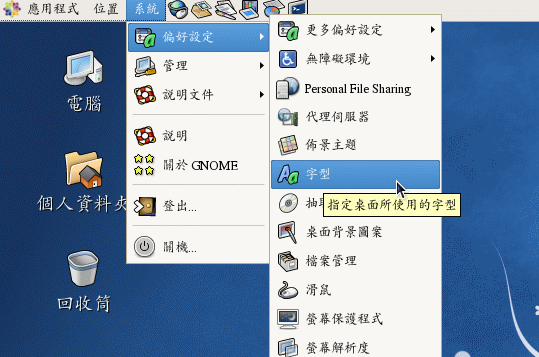 應用程式 位置 系統
電腦
個人資料夾
回收筒
偏好設定
管理
說明文件
說明
關於 GNOME
登出...
關機...
更多偏好設定
無障礙環境
Personal File Sharing
代理伺服器
佈景主題
字型
指定桌面所使用的字型
桌面背景圖案
檔案管理
滑鼠
螢幕保護程式
螢幕解析度